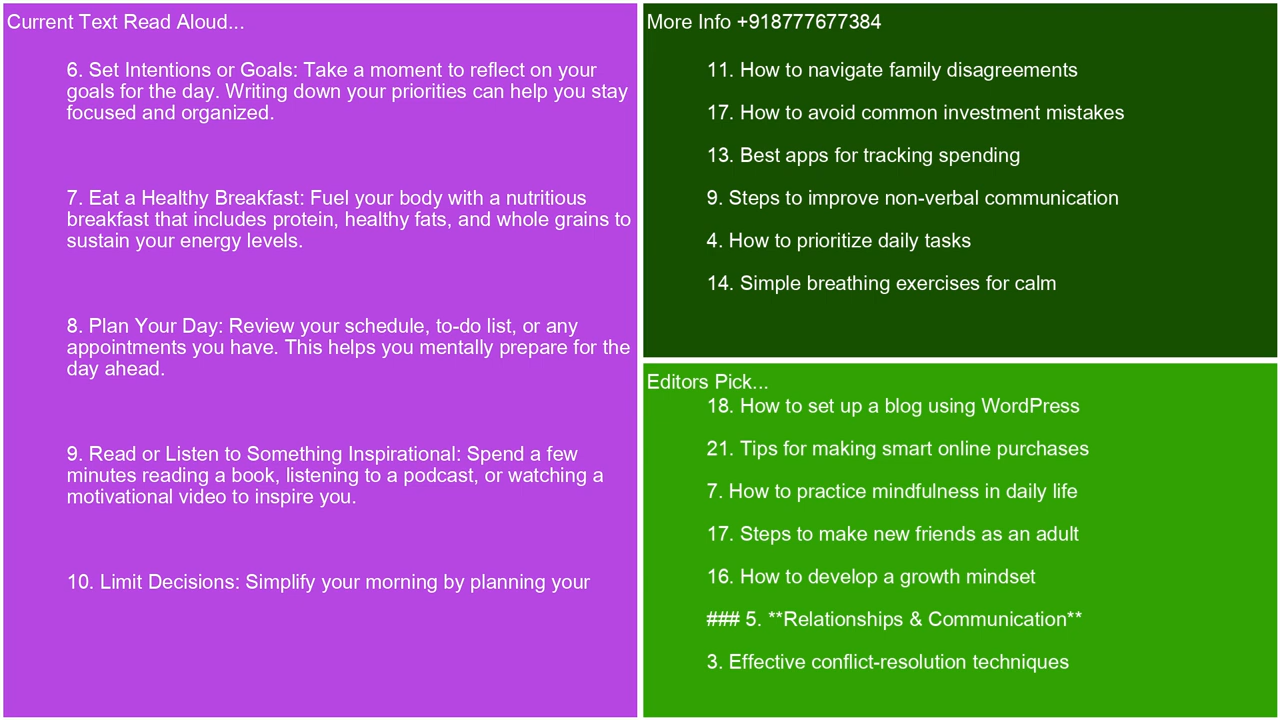 Current Text Read Aloud...
6. Set Intentions or Goals: Take a moment to reflect on your
goals for the day. Writing down your priorities can help you stay
focused and organized.
7. Eat a Healthy Breakfast: Fuel your body with a nutritious
breakfast that includes protein, healthy fats, and whole grains to
sustain your energy levels.
8. Plan Your Day: Review your schedule, to-do list, or any
appointments you have. This helps you mentally prepare for the
day ahead.
9. Read or Listen to Something Inspirational: Spend a few
minutes reading a book, listening to a podcast, or watching a
motivational video to inspire you.
10. Limit Decisions: Simplify your morning by planning your
More Info +918777677384
11. How to navigate family disagreements
17. How to avoid common investment mistakes
13. Best apps for tracking spending
9. Steps to improve non-verbal communication
4. How to prioritize daily tasks
14. Simple breathing exercises for calm
Editors Pick...
18. How to set up a blog using WordPress
21. Tips for making smart online purchases
7. How to practice mindfulness in daily life
17. Steps to make new friends as an adult
16. How to develop a growth mindset
### 5. **Relationships & Communication**
3. Effective conflict-resolution techniques